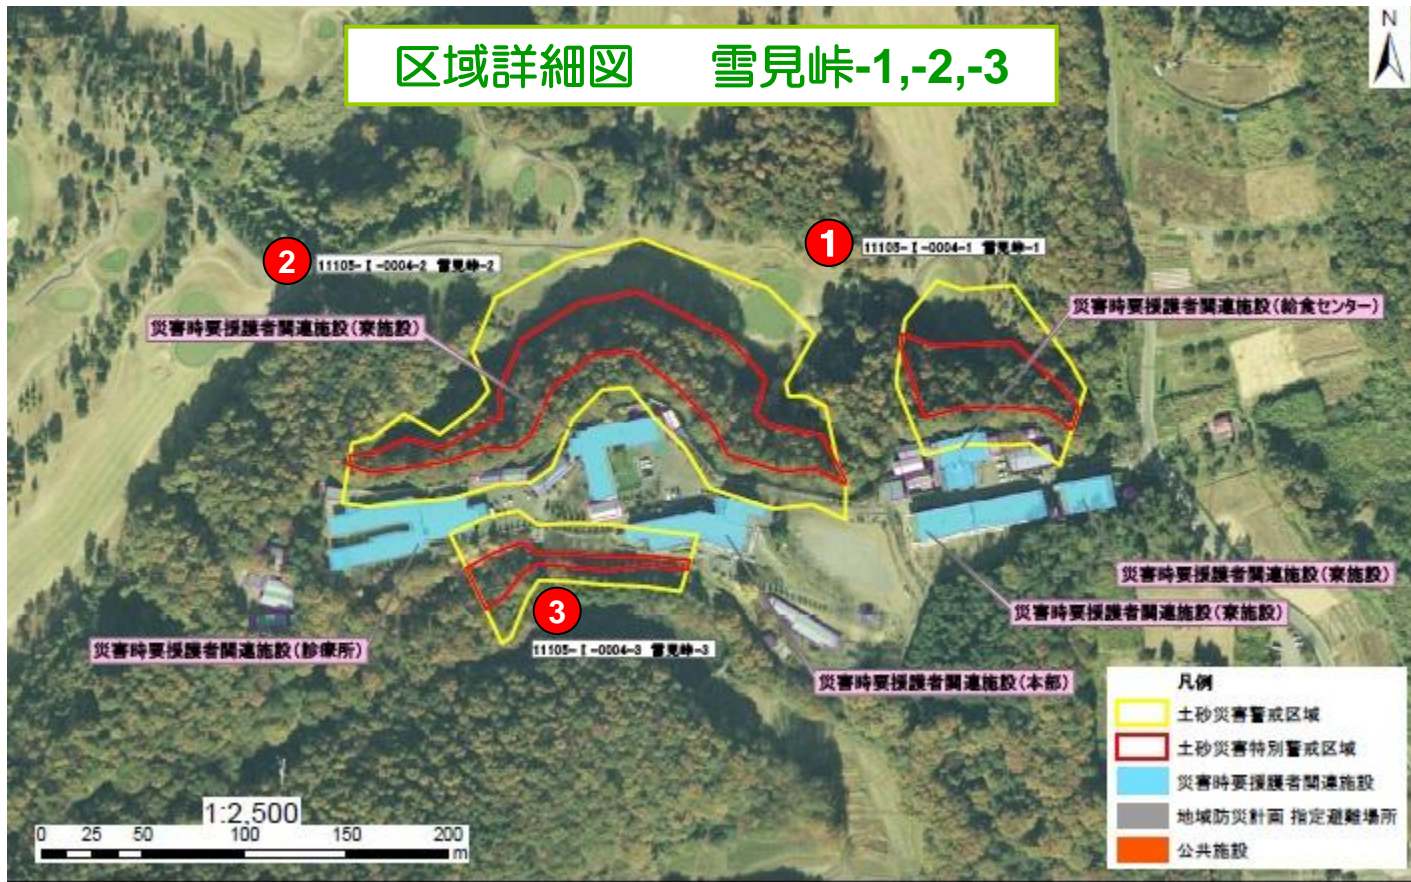 区域詳細図　雪見峠-1,-2,-3
N
1
11105-Ⅰ-0004-1 雪見峠-1
2
11105-Ⅰ-0004-2 雪見峠-2
災害時要援護者関連施設(給食センター)
災害時要援護者関連施設(寮施設)
災害時要援護者関連施設(寮施設)
災害時要援護者関連施設(寮施設)
3
11105-Ⅰ-0004-3 雪見峠-3
災害時要援護者関連施設(診療所)
災害時要援護者関連施設(本部)
凡例
土砂災害警戒区域
土砂災害特別警戒区域
災害時要援護者関連施設
地域防災計画 指定避難場所
公共施設
1:2,500
0 25 50 100 150 200
m